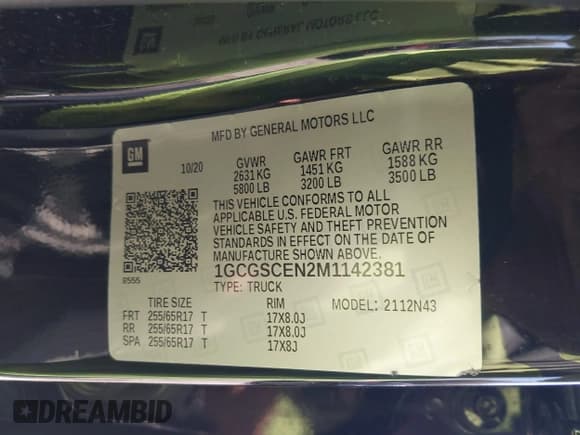 MFD BY GENERAL MOTORS LLC
GM
10/20
GVWR GAWR FRT GAWR RR
2631 KG 1451 KG 1588 KG
5800 LB 3200 LB 3500 LB
THIS VEHICLE CONFORMS TO ALL
APPLICABLE U.S. FEDERAL MOTOR
VEHICLE SAFETY AND THEFT PREVENTION
STANDARDS IN EFFECT ON THE DATE OF
MANUFACTURE SHOWN ABOVE.
8555
1GCGSCEN2M1142381
TYPE: TRUCK
TIRE SIZE RIM MODEL: 2112N43
FRT 255/65R17 T 17X8.0J
RR 255/65R17 T 17X8.0J
SPA 255/65R17 T 17X8J
DREAMBID